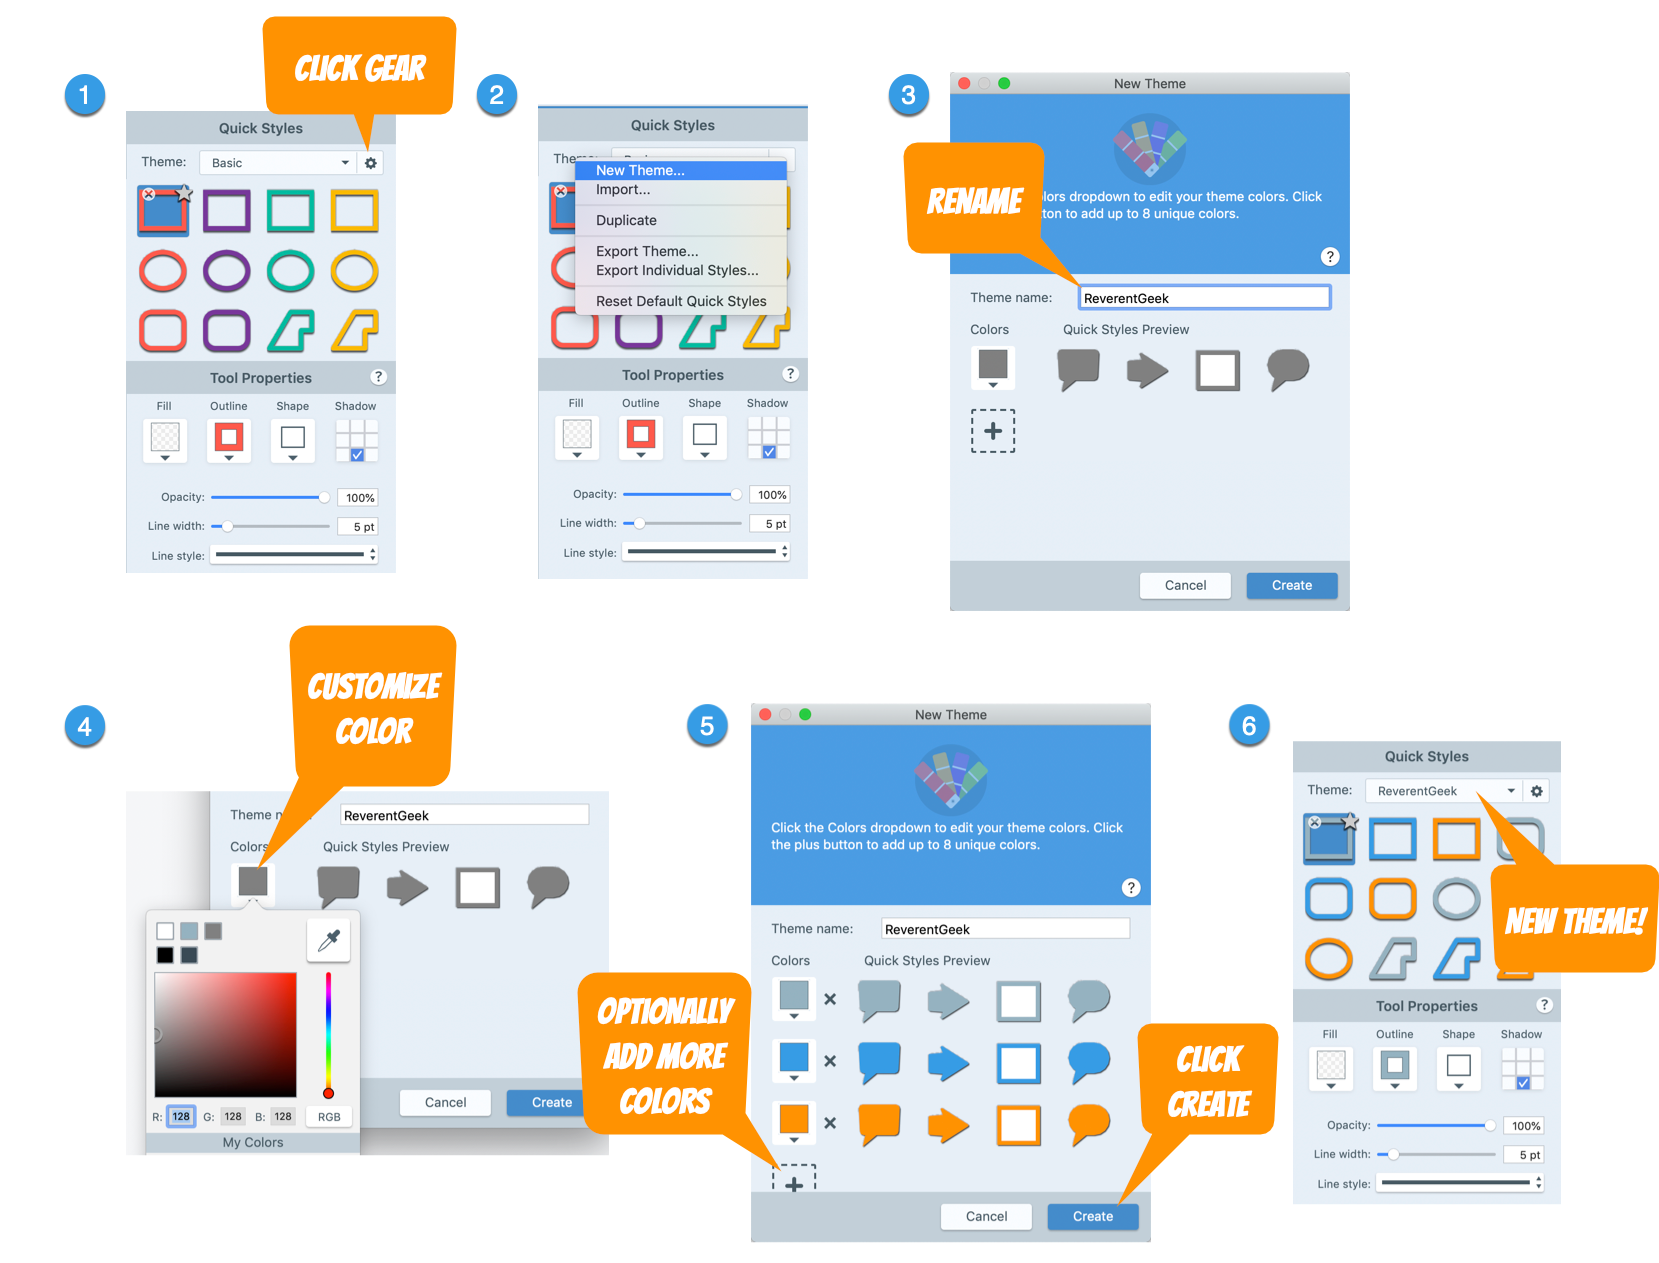 1
CLICK GEAR
Quick Styles
Theme: Basic
Tool Properties ?
Fill Outline Shape Shadow
Opacity: 100%
Line width: 5 pt
Line style:
2
Quick Styles
New Theme...
Import...
Duplicate
Export Theme...
Export Individual Styles...
Reset Default Quick Styles
Tool Properties ?
Fill Outline Shape Shadow
Opacity: 100%
Line width: 5 pt
Line style:
3
New Theme
RENAME
dropdown to edit your theme colors. Click
to add up to 8 unique colors.
?
Theme name: ReverentGeek
Colors Quick Styles Preview
+
Cancel Create
4
CUSTOMIZE
COLOR
Theme ReverentGeek
Colors Quick Styles Preview
R: 128 G: 128 B: 128 RGB
My Colors
Cancel Create
5
New Theme
Click the Colors dropdown to edit your theme colors. Click
the plus button to add up to 8 unique colors.
?
Theme name: ReverentGeek
Colors Quick Styles Preview
OPTIONALLY
ADD MORE
COLORS
+
CLICK
CREATE
Cancel Create
6
Quick Styles
Theme: ReverentGeek
NEW THEME!
Tool Properties ?
Fill Outline Shape Shadow
Opacity: 100%
Line width: 5 pt
Line style: